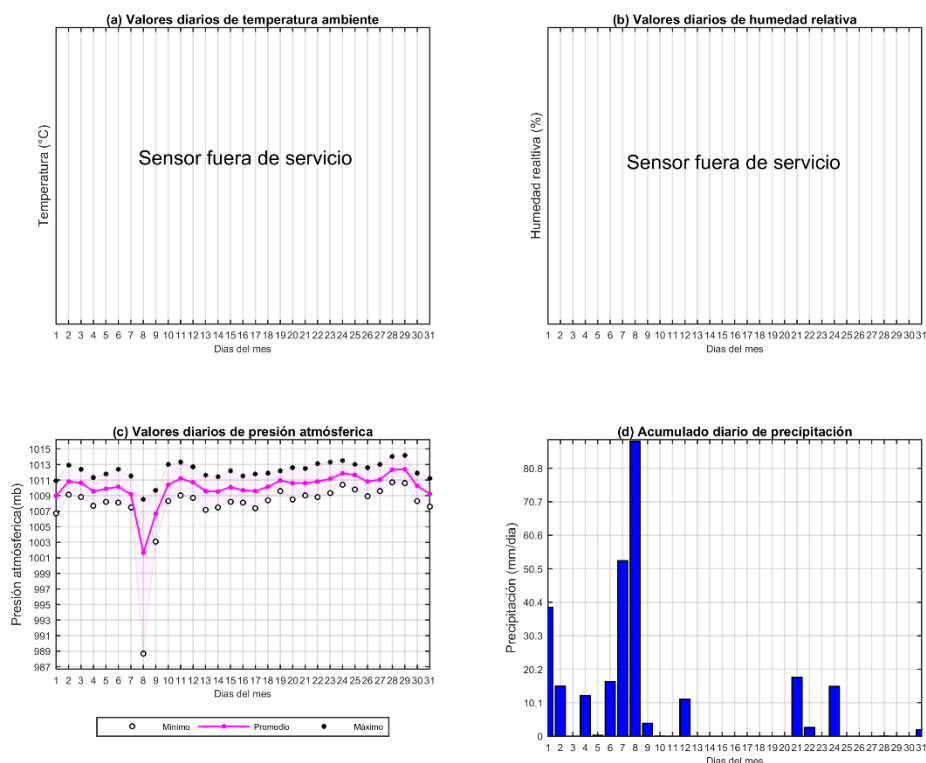 (a) Valores diarios de temperatura ambiente
Temperatura (°C)
Sensor fuera de servicio
1 2 3 4 5 6 7 8 9 10 11 12 13 14 15 16 17 18 19 20 21 22 23 24 25 26 27 28 29 30 31
Dias del mes
(b) Valores diarios de humedad relativa
Humedad realtiva (%)
Sensor fuera de servicio
1 2 3 4 5 6 7 8 9 10 11 12 13 14 15 16 17 18 19 20 21 22 23 24 25 26 27 28 29 30 31
Dias del mes
(c) Valores diarios de presión atmósferica
Presión atmósferica(mb)
1015
1013
1011
1009
1007
1005
1003
1001
999
997
995
993
991
989
987
1 2 3 4 5 6 7 8 9 10 11 12 13 14 15 16 17 18 19 20 21 22 23 24 25 26 27 28 29 30 31
Dias del mes
Mínimo Promedio Máximo
(d) Acumulado diario de precipitación
Precipitación (mm/dia)
80.8
70.7
60.6
50.5
40.4
30.3
20.2
10.1
0
1 2 3 4 5 6 7 8 9 10 11 12 13 14 15 16 17 18 19 20 21 22 23 24 25 26 27 28 29 30 31
Dias del mes